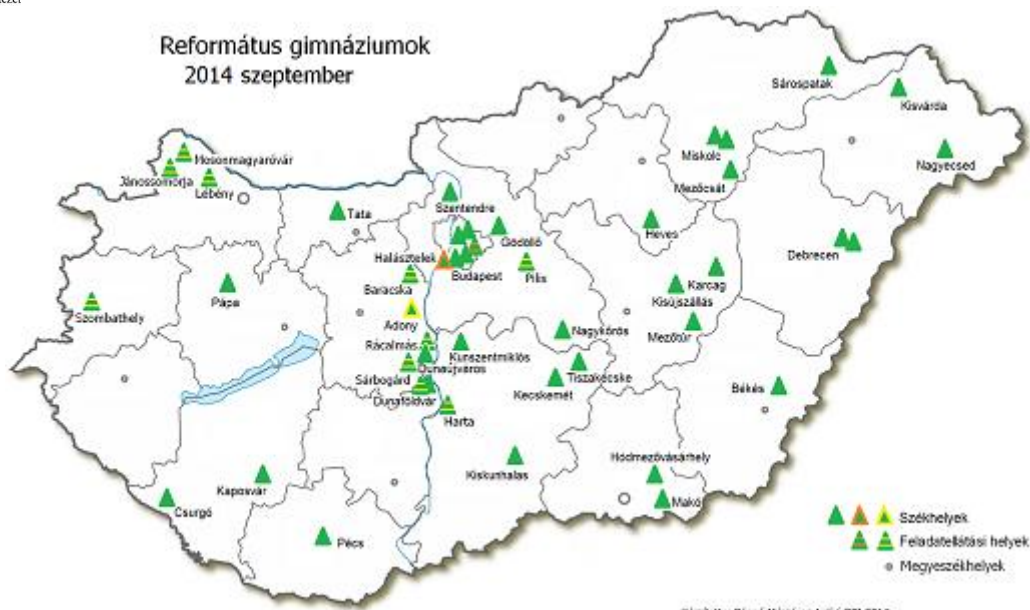 Református gimnáziumok
2014 szeptember
Sárospatak
Kisvárda
Miskolc
Nagyecsed
Mezőcsát
Mosonmagyaróvár
Jánossomorja
Lébény
Tata
Szentendre
Heves
Gödöllő
Debrecen
Halásztelek
Budapest
Pilis
Karcag
Baracska
Pápa
Kisújszállás
Szombathely
Adony
Nagykőrös
Mezőtúr
Rácalmás
Kunszentmiklós
Dunaújváros
Tiszakécske
Sárbogárd
Kecskemét
Békés
Dunaföldvár
Harta
Hódmezővásárhely
Kiskunhalas
Kaposvár
Makó
Csurgó
Pécs
Székhelyek
Feladatellátási helyek
Megyeszékhelyek